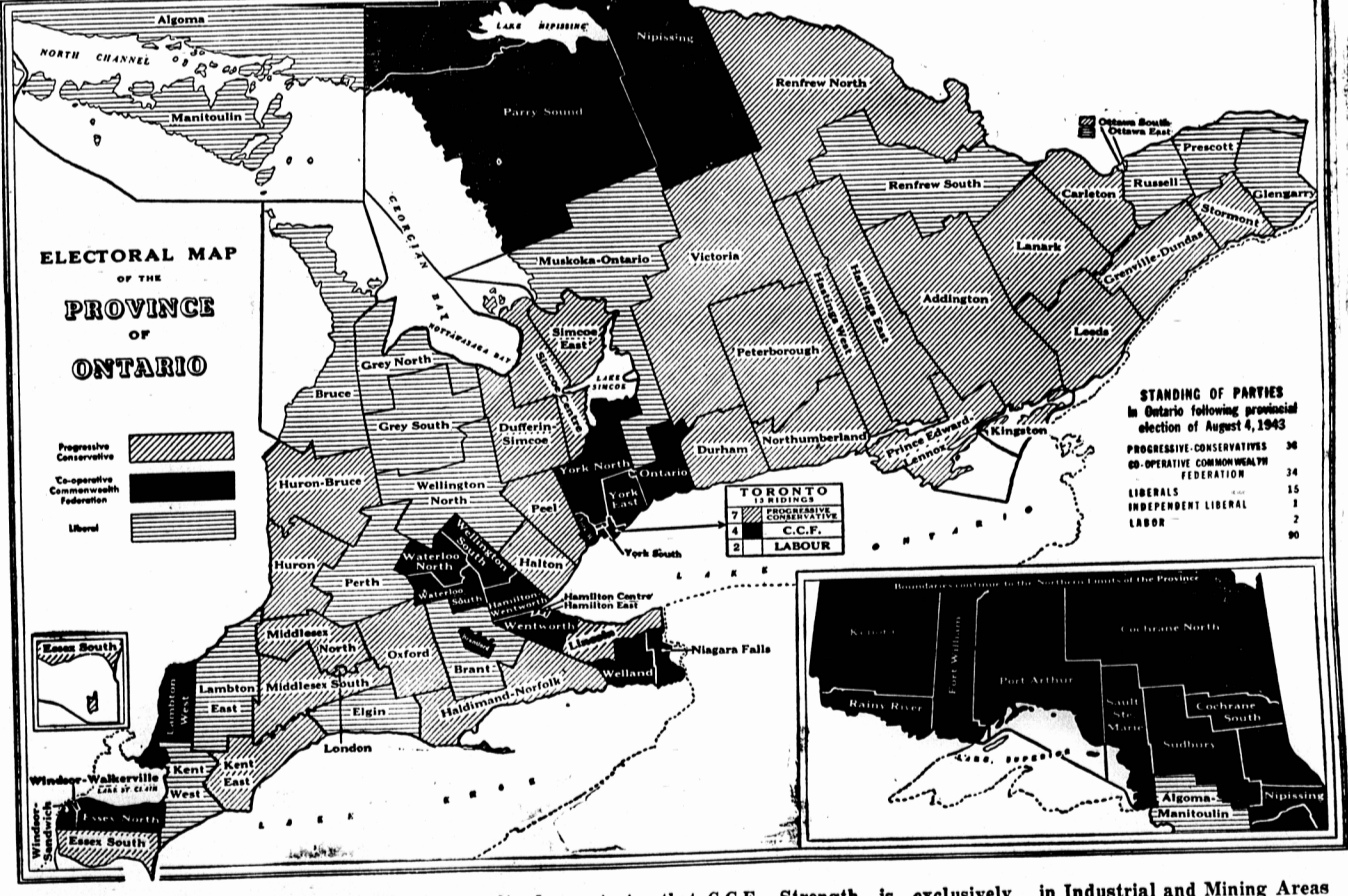 Algoma
NORTH CHANNEL
Manitoulin
LAKE NIPISSING
Nipissing
Parry Sound
Renfrew North
Ottawa South
Ottawa East
Prescott
Renfrew South
Carleton
Russell
Glengarry
Stormont
Lanark
Grenville-Dundas
GEORGIAN BAY
NOTTAWASAGA BAY
ELECTORAL MAP
OF THE
PROVINCE
OF
ONTARIO
Progressive
Conservative
Co-operative
Commonwealth
Federation
Liberal
Muskoka-Ontario
Victoria
Hastings West
Hastings East
Addington
Leeds
Simcoe
East
Simcoe Centre
LAKE
SIMCOE
Peterborough
Grey North
Bruce
Grey South
Dufferin-
Simcoe
Durham
Northumberland
Prince Edward-
Lennox
Kingston
STANDING OF PARTIES
In Ontario following provincial
election of August 4, 1943
PROGRESSIVE-CONSERVATIVES 38
CO-OPERATIVE COMMONWEALTH
FEDERATION 34
LIBERALS 15
INDEPENDENT LIBERAL 1
LABOR 2
90
Huron-Bruce
Wellington
North
York North
Ontario
York
East
Peel
York South
TORONTO
13 RIDINGS
7 PROGRESSIVE CONSERVATIVE
4 C.C.F.
2 LABOUR
LAKE ONTARIO
Huron
Perth
Waterloo
North
Wellington
South
Waterloo
South
Halton
Hamilton
Wentworth
Hamilton Centre
Hamilton East
Wentworth
Lincoln
Niagara Falls
Welland
Middlesex
North
Oxford
Brant
Middlesex South
Haldimand-Norfolk
Elgin
London
Essex South
Lambton
West
Lambton
East
Kent
West
Kent
East
Windsor-Walkerville
LAKE ST CLAIR
Windsor-
Sandwich
Essex North
Essex South
LAKE ERIE
Boundaries continue to the Northern Limits of the Province
Kenora
Fort William
Port Arthur
Cochrane North
Rainy River
Sault
Ste.
Marie
Cochrane
South
Sudbury
LAKE SUPERIOR
Algoma-
Manitoulin
Nipissing
that C.C.F. Strength is exclusively in Industrial and Mining Areas